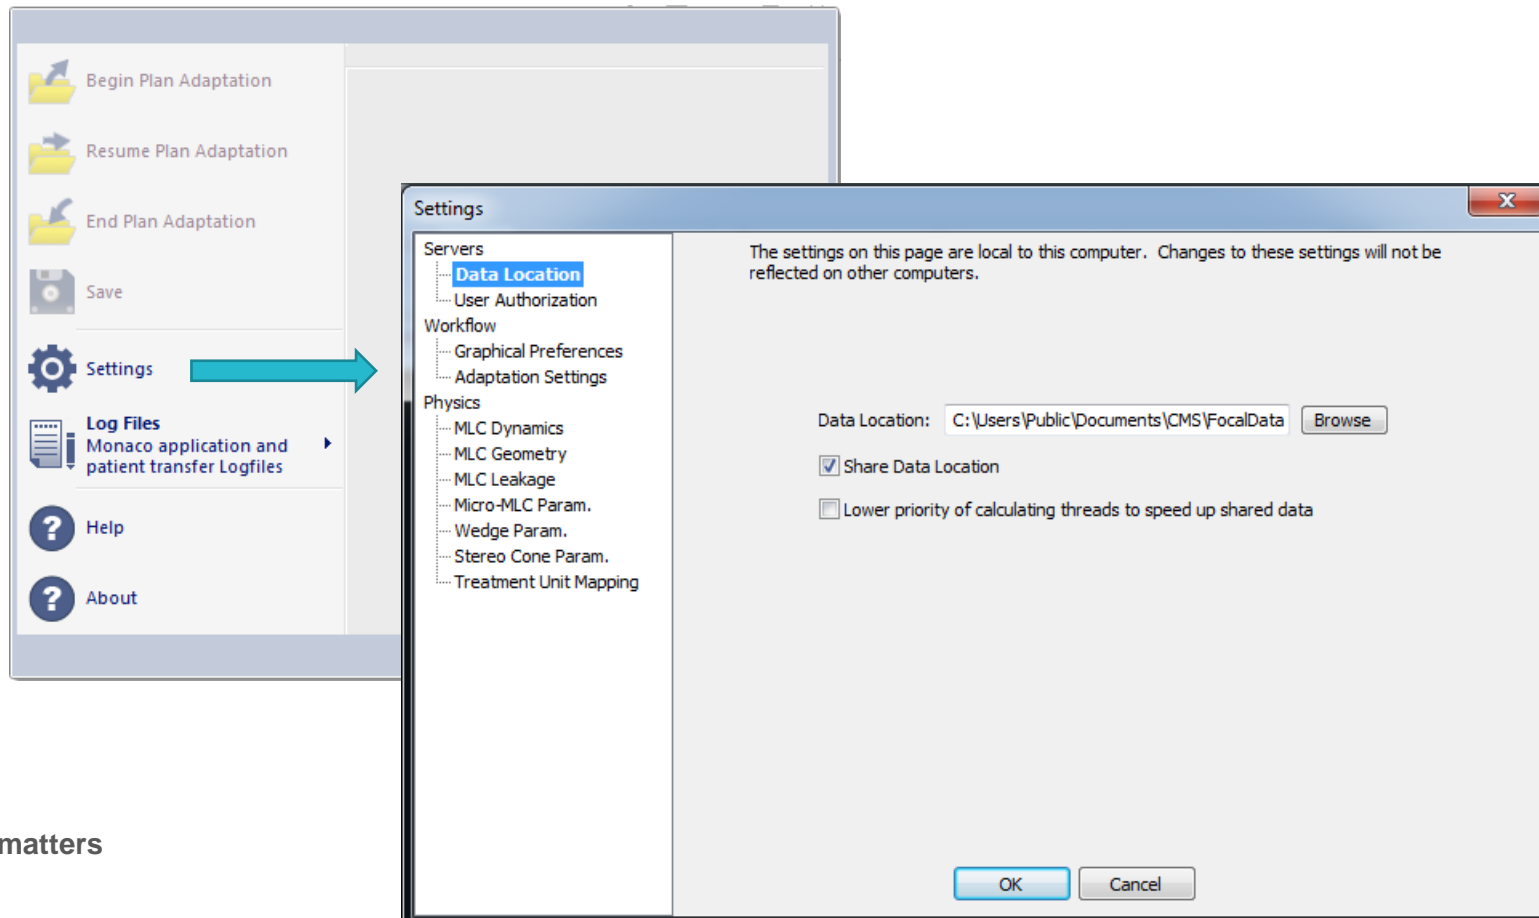 Begin Plan Adaptation
Resume Plan Adaptation
End Plan Adaptation
Save
Settings
Log Files
Monaco application and
patient transfer Logfiles
Help
About
Settings
Servers
Data Location
User Authorization
Workflow
Graphical Preferences
Adaptation Settings
Physics
MLC Dynamics
MLC Geometry
MLC Leakage
Micro-MLC Param.
Wedge Param.
Stereo Cone Param.
Treatment Unit Mapping
The settings on this page are local to this computer. Changes to these settings will not be
reflected on other computers.
Data Location: C:\Users\Public\Documents\CMS\FocalData Browse
Share Data Location
Lower priority of calculating threads to speed up shared data
OK Cancel
matters